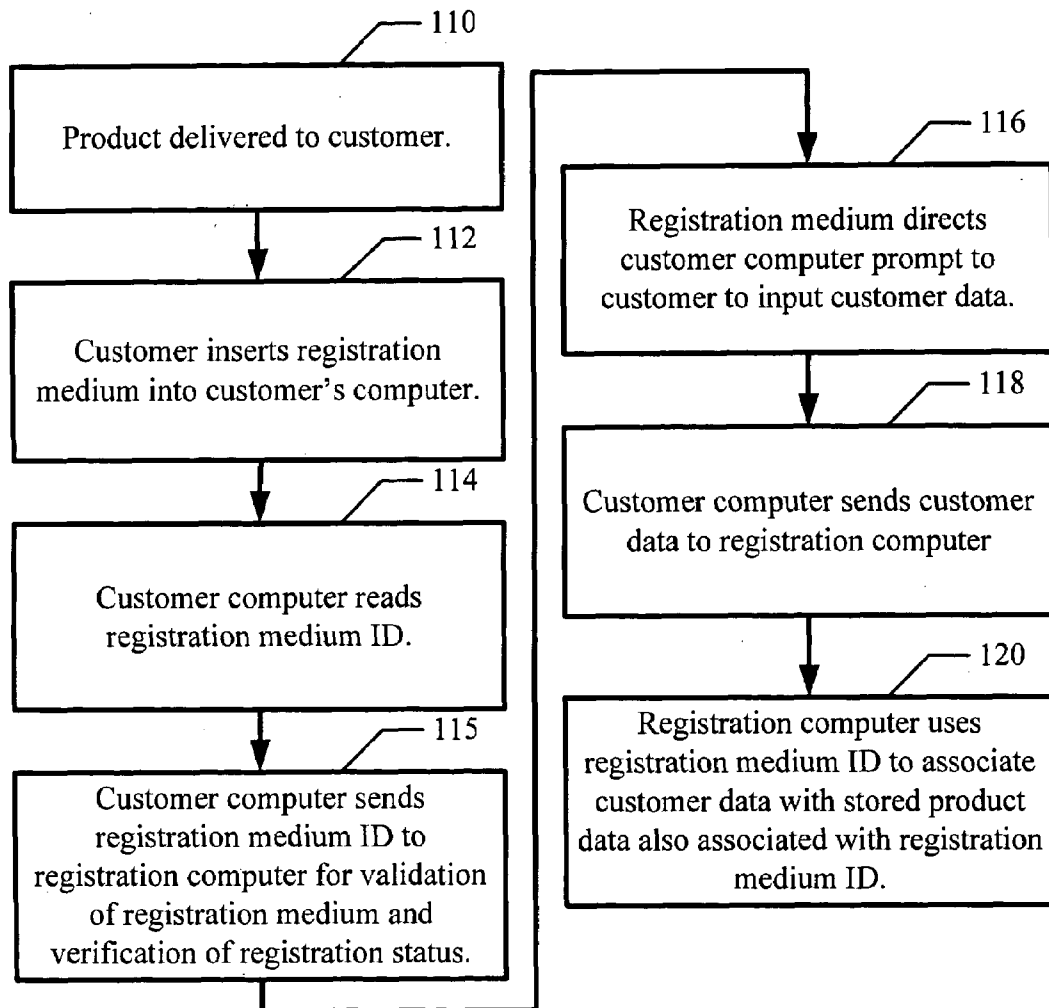 110
Product delivered to customer.
112
Customer inserts registration
medium into customer’s computer.
114
Customer computer reads
registration medium ID.
115
Customer computer sends
registration medium ID to
registration computer for validation
of registration medium and
verification of registration status.
116
Registration medium directs
customer computer prompt to
customer to input customer data.
118
Customer computer sends customer
data to registration computer
120
Registration computer uses
registration medium ID to associate
customer data with stored product
data also associated with registration
medium ID.